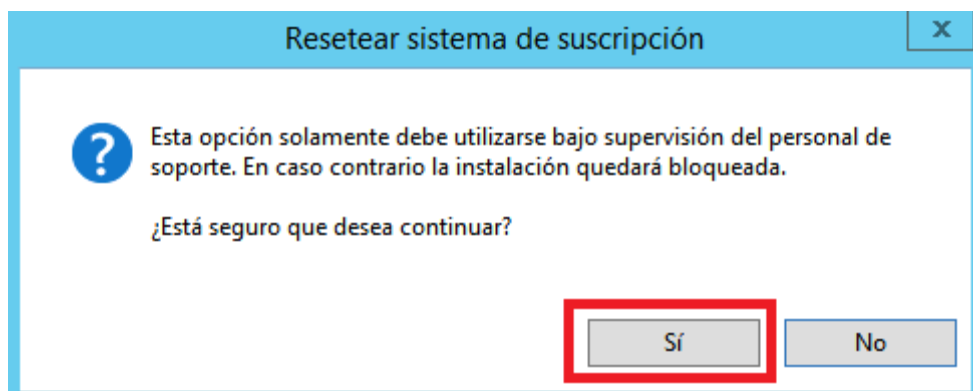 Resetear sistema de suscripción
x
?
Esta opción solamente debe utilizarse bajo supervisión del personal de
soporte. En caso contrario la instalación quedará bloqueada.
¿Está seguro que desea continuar?
Sí
No